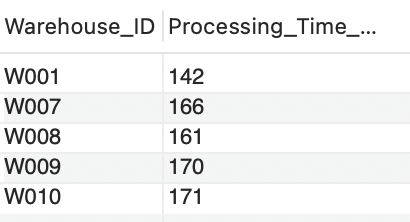 Warehouse_ID Processing_Time_...
W001 142
W007 166
W008 161
W009 170
W010 171